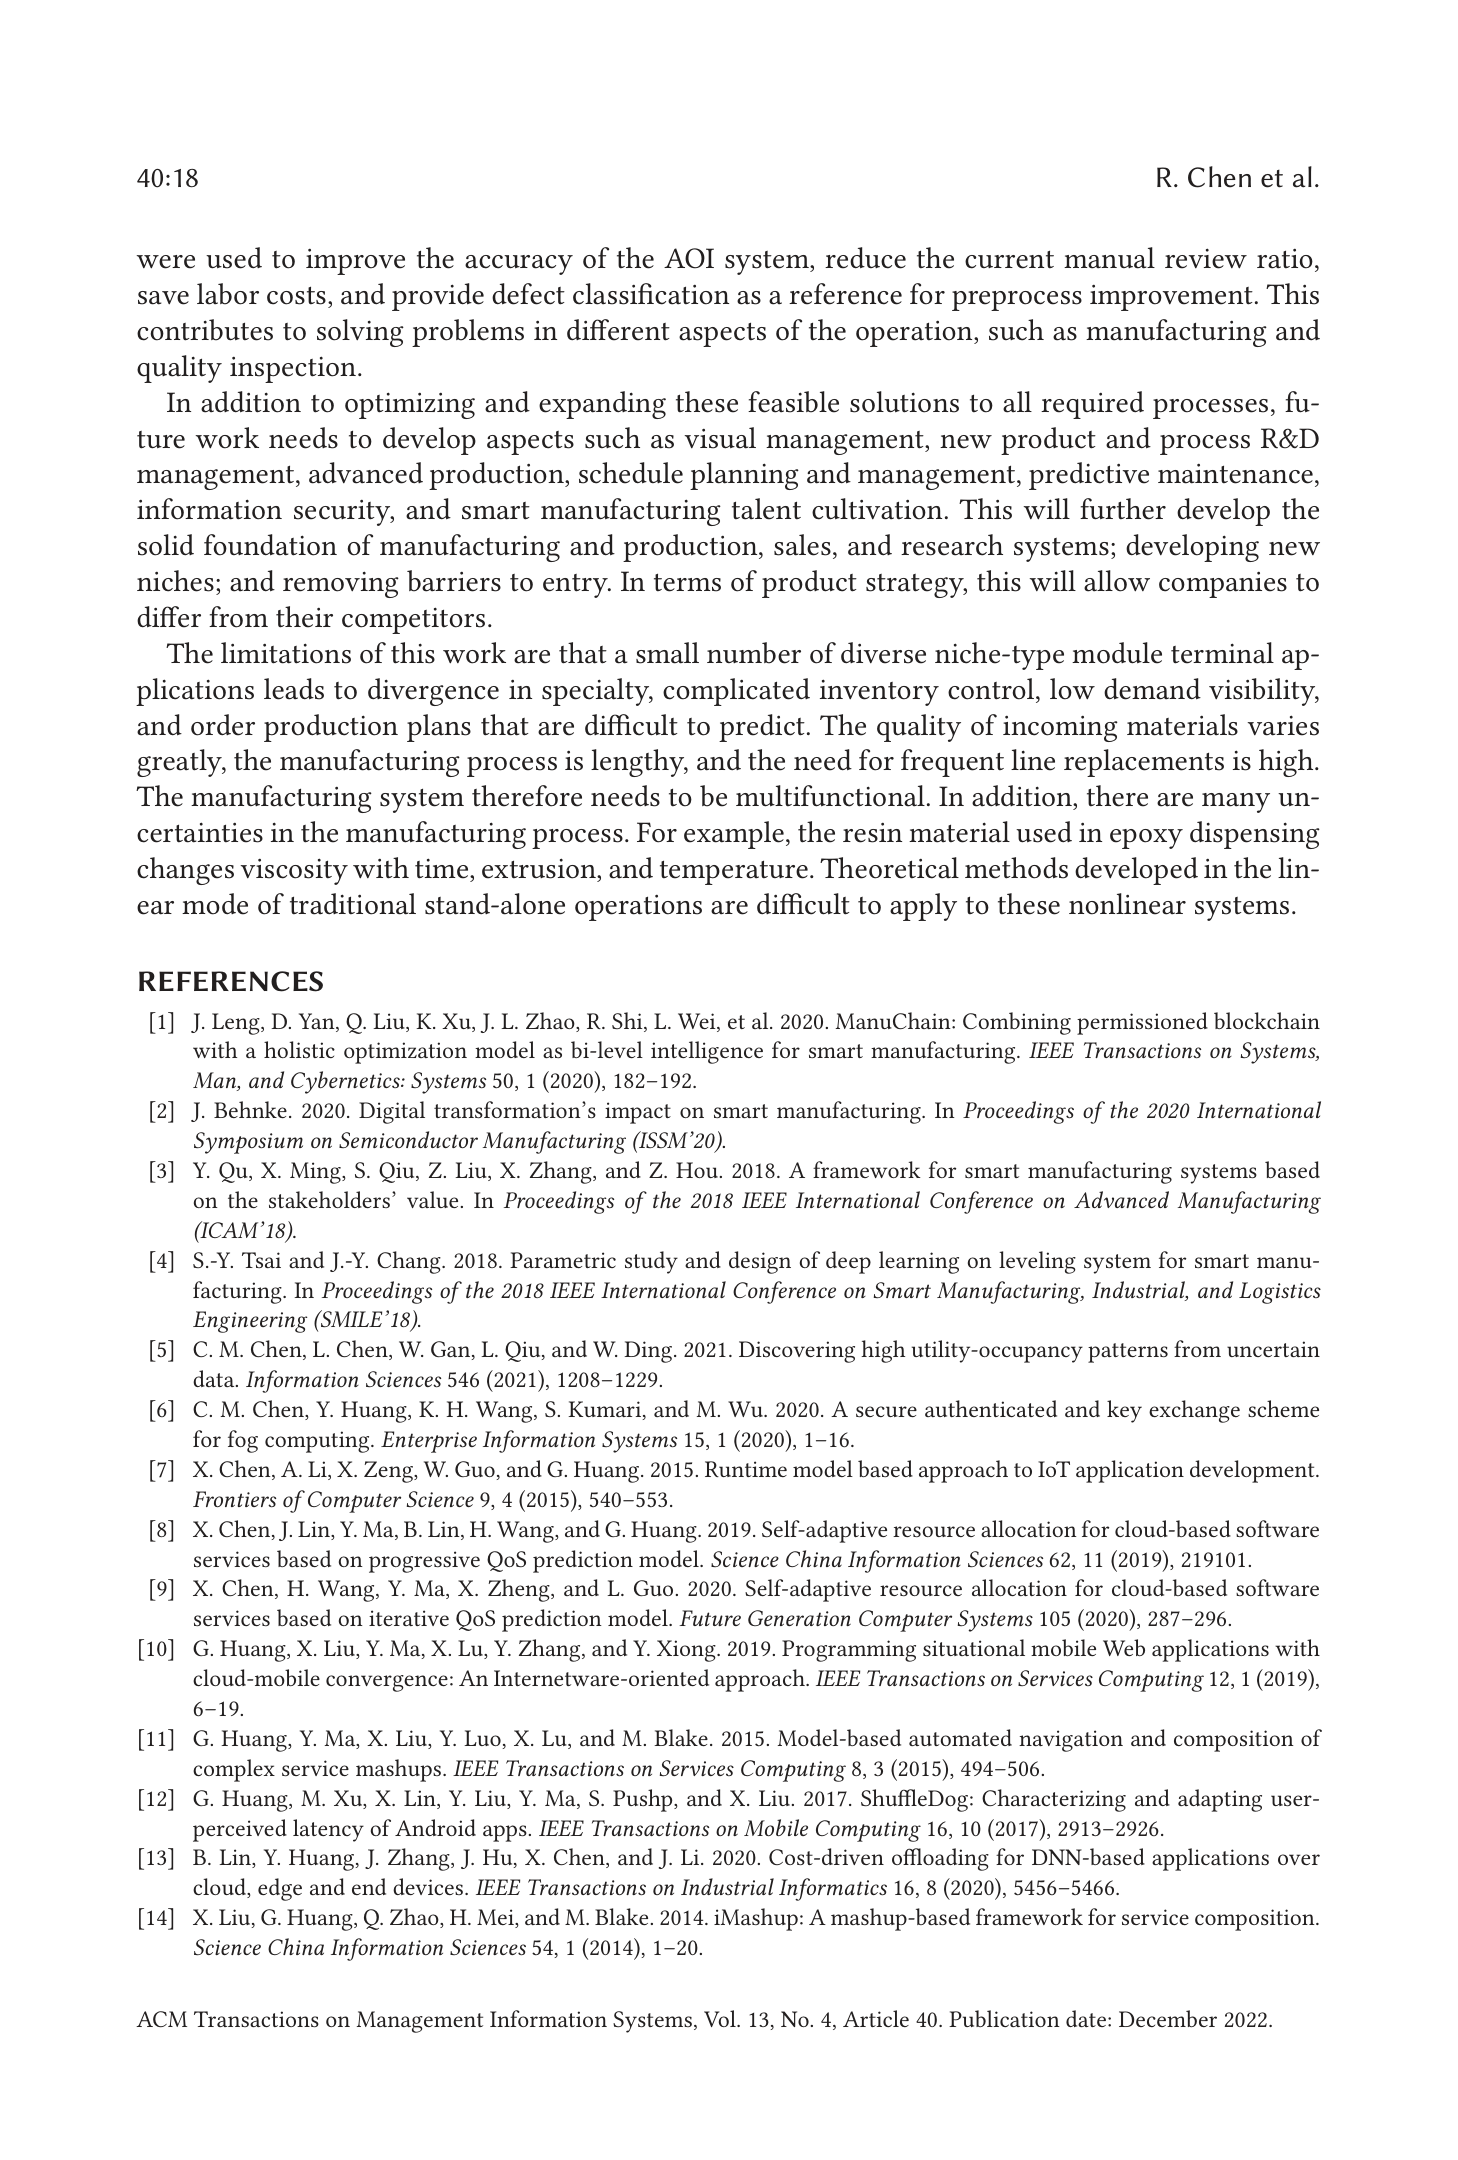 40:18 R. Chen et al.
were used to improve the accuracy of the AOI system, reduce the current manual review ratio,
save labor costs, and provide defect classification as a reference for preprocess improvement. This
contributes to solving problems in different aspects of the operation, such as manufacturing and
quality inspection.
In addition to optimizing and expanding these feasible solutions to all required processes, fu-
ture work needs to develop aspects such as visual management, new product and process R&D
management, advanced production, schedule planning and management, predictive maintenance,
information security, and smart manufacturing talent cultivation. This will further develop the
solid foundation of manufacturing and production, sales, and research systems; developing new
niches; and removing barriers to entry. In terms of product strategy, this will allow companies to
differ from their competitors.
The limitations of this work are that a small number of diverse niche-type module terminal ap-
plications leads to divergence in specialty, complicated inventory control, low demand visibility,
and order production plans that are difficult to predict. The quality of incoming materials varies
greatly, the manufacturing process is lengthy, and the need for frequent line replacements is high.
The manufacturing system therefore needs to be multifunctional. In addition, there are many un-
certainties in the manufacturing process. For example, the resin material used in epoxy dispensing
changes viscosity with time, extrusion, and temperature. Theoretical methods developed in the lin-
ear mode of traditional stand-alone operations are difficult to apply to these nonlinear systems.
REFERENCES
[1] J. Leng, D. Yan, Q. Liu, K. Xu, J. L. Zhao, R. Shi, L. Wei, et al. 2020. ManuChain: Combining permissioned blockchain
with a holistic optimization model as bi-level intelligence for smart manufacturing. IEEE Transactions on Systems,
Man, and Cybernetics: Systems 50, 1 (2020), 182–192.
[2] J. Behnke. 2020. Digital transformation's impact on smart manufacturing. In Proceedings of the 2020 International
Symposium on Semiconductor Manufacturing (ISSM'20).
[3] Y. Qu, X. Ming, S. Qiu, Z. Liu, X. Zhang, and Z. Hou. 2018. A framework for smart manufacturing systems based
on the stakeholders' value. In Proceedings of the 2018 IEEE International Conference on Advanced Manufacturing
(ICAM'18).
[4] S.-Y. Tsai and J.-Y. Chang. 2018. Parametric study and design of deep learning on leveling system for smart manu-
facturing. In Proceedings of the 2018 IEEE International Conference on Smart Manufacturing, Industrial, and Logistics
Engineering (SMILE'18).
[5] C. M. Chen, L. Chen, W. Gan, L. Qiu, and W. Ding. 2021. Discovering high utility-occupancy patterns from uncertain
data. Information Sciences 546 (2021), 1208–1229.
[6] C. M. Chen, Y. Huang, K. H. Wang, S. Kumari, and M. Wu. 2020. A secure authenticated and key exchange scheme
for fog computing. Enterprise Information Systems 15, 1 (2020), 1–16.
[7] X. Chen, A. Li, X. Zeng, W. Guo, and G. Huang. 2015. Runtime model based approach to IoT application development.
Frontiers of Computer Science 9, 4 (2015), 540–553.
[8] X. Chen, J. Lin, Y. Ma, B. Lin, H. Wang, and G. Huang. 2019. Self-adaptive resource allocation for cloud-based software
services based on progressive QoS prediction model. Science China Information Sciences 62, 11 (2019), 219101.
[9] X. Chen, H. Wang, Y. Ma, X. Zheng, and L. Guo. 2020. Self-adaptive resource allocation for cloud-based software
services based on iterative QoS prediction model. Future Generation Computer Systems 105 (2020), 287–296.
[10] G. Huang, X. Liu, Y. Ma, X. Lu, Y. Zhang, and Y. Xiong. 2019. Programming situational mobile Web applications with
cloud-mobile convergence: An Internetware-oriented approach. IEEE Transactions on Services Computing 12, 1 (2019),
6–19.
[11] G. Huang, Y. Ma, X. Liu, Y. Luo, X. Lu, and M. Blake. 2015. Model-based automated navigation and composition of
complex service mashups. IEEE Transactions on Services Computing 8, 3 (2015), 494–506.
[12] G. Huang, M. Xu, X. Lin, Y. Liu, Y. Ma, S. Pushp, and X. Liu. 2017. ShuffleDog: Characterizing and adapting user-
perceived latency of Android apps. IEEE Transactions on Mobile Computing 16, 10 (2017), 2913–2926.
[13] B. Lin, Y. Huang, J. Zhang, J. Hu, X. Chen, and J. Li. 2020. Cost-driven offloading for DNN-based applications over
cloud, edge and end devices. IEEE Transactions on Industrial Informatics 16, 8 (2020), 5456–5466.
[14] X. Liu, G. Huang, Q. Zhao, H. Mei, and M. Blake. 2014. iMashup: A mashup-based framework for service composition.
Science China Information Sciences 54, 1 (2014), 1–20.
ACM Transactions on Management Information Systems, Vol. 13, No. 4, Article 40. Publication date: December 2022.